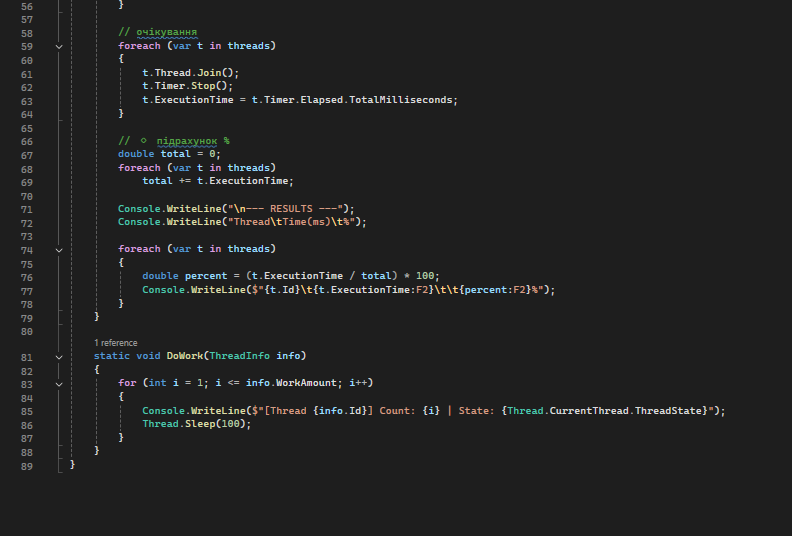 56 }
57
58 // очікування
59 foreach (var t in threads)
60 {
61 t.Thread.Join();
62 t.Timer.Stop();
63 t.ExecutionTime = t.Timer.Elapsed.TotalMilliseconds;
64 }
65
66 // ○ підрахунок %
67 double total = 0;
68 foreach (var t in threads)
69 total += t.ExecutionTime;
70
71 Console.WriteLine("\n--- RESULTS ---");
72 Console.WriteLine("Thread\tTime(ms)\t%");
73
74 foreach (var t in threads)
75 {
76 double percent = (t.ExecutionTime / total) * 100;
77 Console.WriteLine($"{t.Id}\t{t.ExecutionTime:F2}\t\t{percent:F2}%");
78 }
79 }
80
1 reference
81 static void DoWork(ThreadInfo info)
82 {
83 for (int i = 1; i <= info.WorkAmount; i++)
84 {
85 Console.WriteLine($"[Thread {info.Id}] Count: {i} | State: {Thread.CurrentThread.ThreadState}");
86 Thread.Sleep(100);
87 }
88 }
89 }